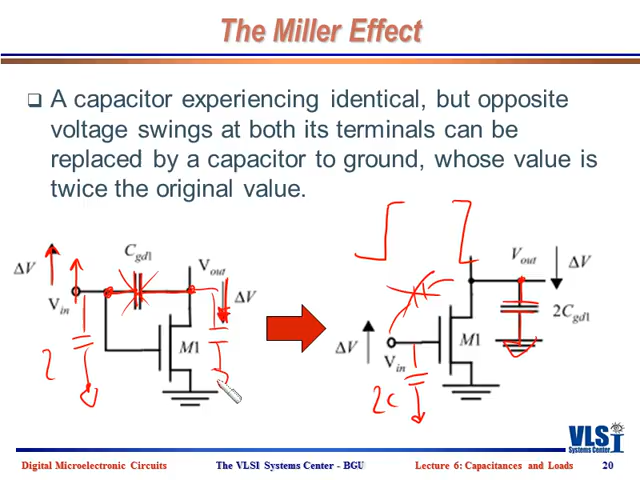 The Miller Effect
A capacitor experiencing identical, but opposite
voltage swings at both its terminals can be
replaced by a capacitor to ground, whose value is
twice the original value.
C_gd1
ΔV
V_out
ΔV
V_in
M1
2
V_out
ΔV
2C_gd1
ΔV
M1
V_in
2C
VLSI
Systems Center
Digital Microelectronic Circuits
The VLSI Systems Center - BGU
Lecture 6: Capacitances and Loads
20